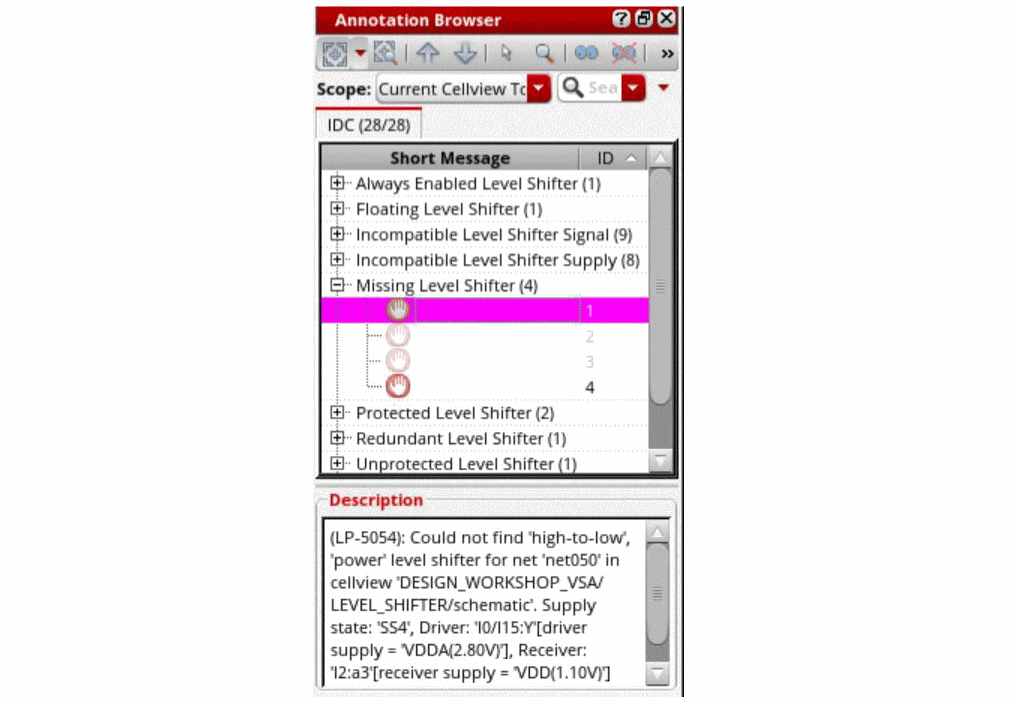 Annotation Browser
Scope: Current Cellview To Sea
IDC (28/28)
Short Message ID
Always Enabled Level Shifter (1)
Floating Level Shifter (1)
Incompatible Level Shifter Signal (9)
Incompatible Level Shifter Supply (8)
Missing Level Shifter (4)
1
2
3
4
Protected Level Shifter (2)
Redundant Level Shifter (1)
Unprotected Level Shifter (1)
Description
(LP-5054): Could not find 'high-to-low',
'power' level shifter for net 'net050' in
cellview 'DESIGN_WORKSHOP_VSA/
LEVEL_SHIFTER/schematic'. Supply
state: 'SS4', Driver: 'I0/I15:Y'[driver
supply = 'VDDA(2.80V)'], Receiver:
'I2:a3'[receiver supply = 'VDD(1.10V)']